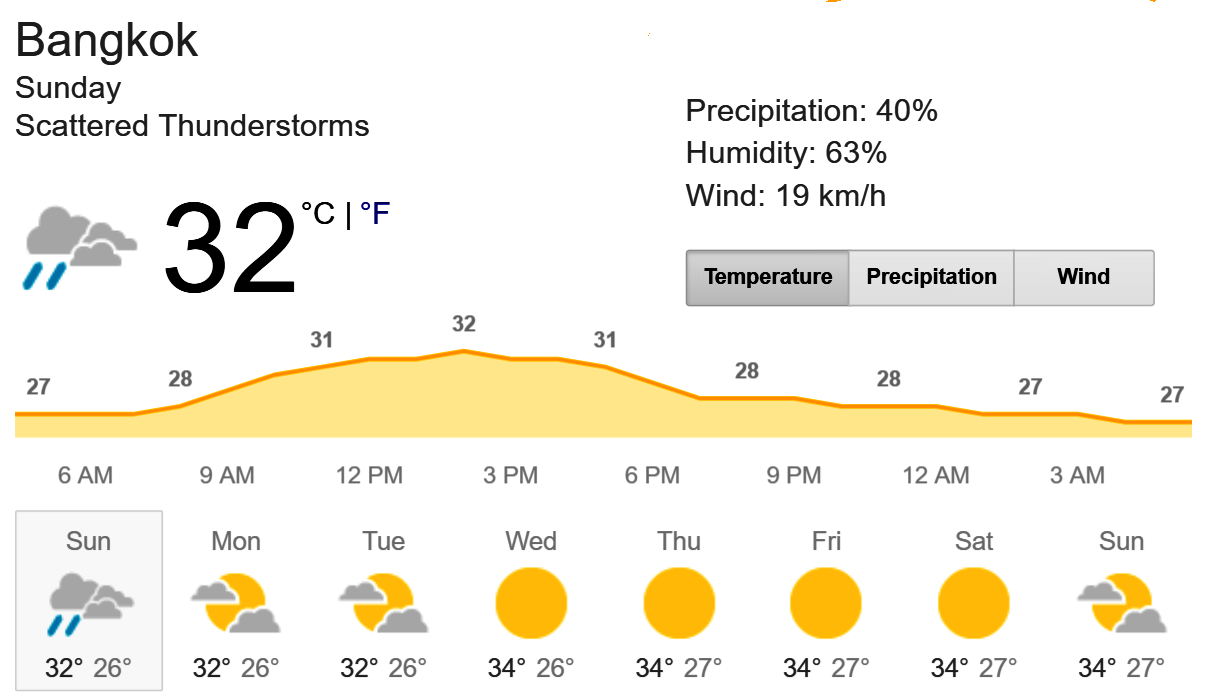 Bangkok
Sunday
Scattered Thunderstorms
Precipitation: 40%
Humidity: 63%
Wind: 19 km/h
32 °C | °F
Temperature Precipitation Wind
27 28 31 32 31 28 28 27 27
6 AM 9 AM 12 PM 3 PM 6 PM 9 PM 12 AM 3 AM
Sun Mon Tue Wed Thu Fri Sat Sun
32° 26° 32° 26° 32° 26° 34° 26° 34° 27° 34° 27° 34° 27° 34° 27°